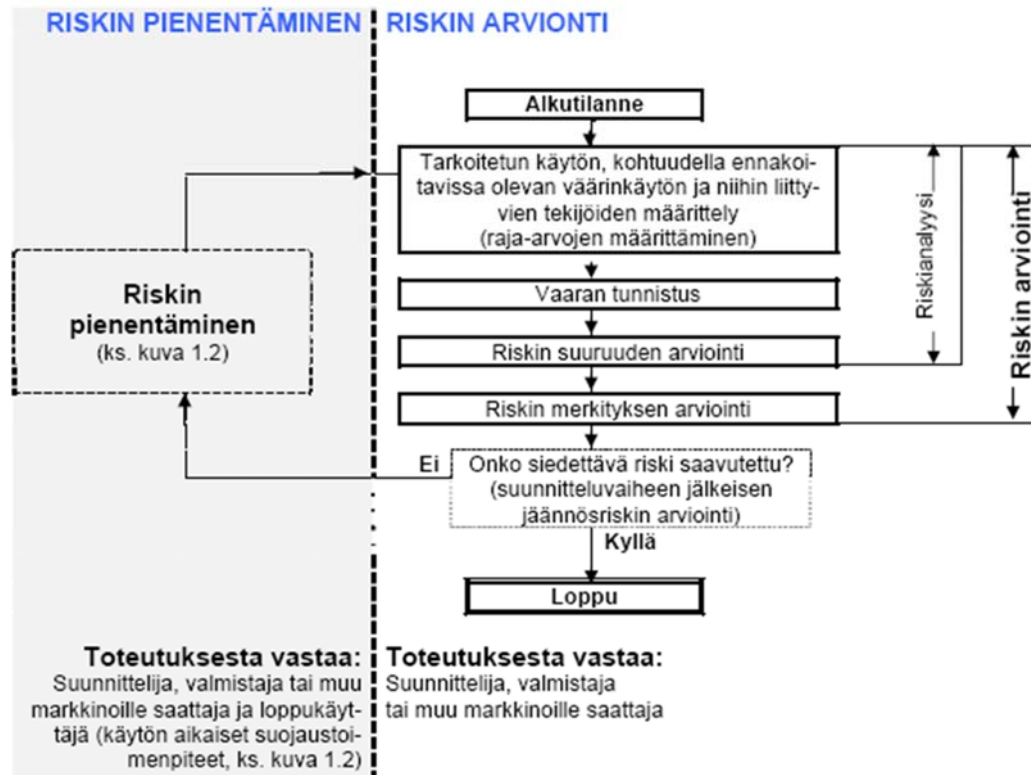 RISKIN PIENENTÄMINEN
RISKIN ARVIONTI
Alkutilanne
Tarkoitetun käytön, kohtuudella ennakoi-
tavissa olevan väärinkäytön ja niihin liitty-
vien tekijöiden määrittely
(raja-arvojen määrittäminen)
Vaaran tunnistus
Riskin suuruuden arviointi
Riskin merkityksen arviointi
Riskianalyysi
Riskin arviointi
Riskin
pienentäminen
(ks. kuva 1.2)
Ei
Onko siedettävä riski saavutettu?
(suunnitteluvaiheen jälkeisen
jäännösriskin arviointi)
Kyllä
Loppu
Toteutuksesta vastaa:
Suunnittelija, valmistaja tai muu
markkinoille saattaja ja loppukäyt-
täjä (käytön aikaiset suojaustoi-
menpiteet, ks. kuva 1.2)
Toteutuksesta vastaa:
Suunnittelija, valmistaja
tai muu markkinoille saattaja